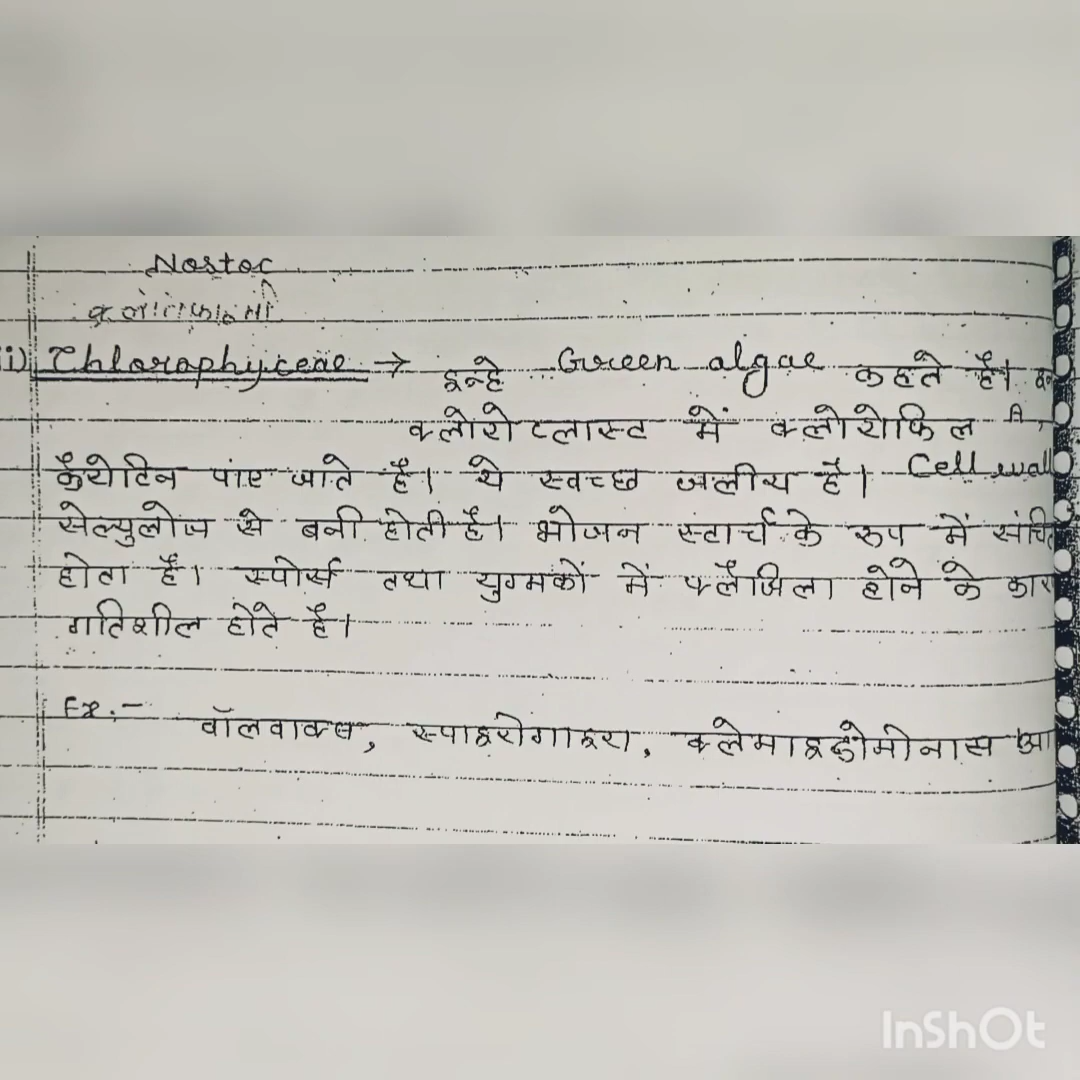 Nostoc
ii) Chlorophyceae → इन्हे Green algae कहते है।
क्लोरोप्लास्ट में क्लोरोफिल A,
कैरोटिन पाए जाते है। ये स्वच्छ जलीय है। Cell wall
सेल्युलोज से बनी होती है। भोजन स्टार्च के रूप में
होता है। स्पोर्स तथा युग्मकों में फ्लैजिला होने के
गतिशील होते है।
Ex:-
वॉलवाक्स, स्पाइरोगाइरा, क्लेमाइडोमोनास
InShOt